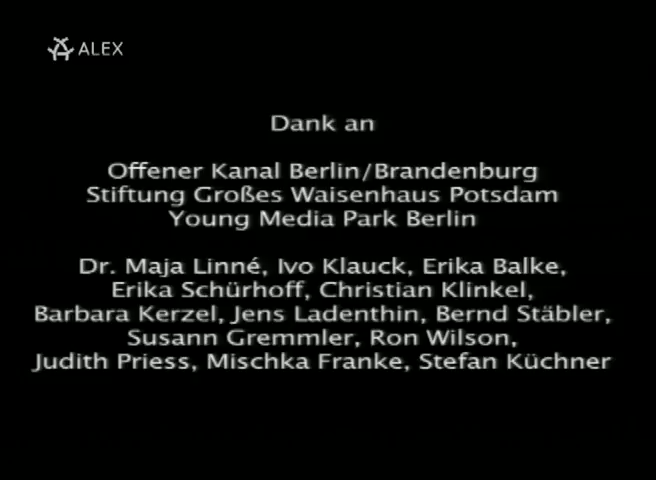 ALEX
Dank an
Offener Kanal Berlin/Brandenburg
Stiftung Großes Waisenhaus Potsdam
Young Media Park Berlin
Dr. Maja Linné, Ivo Klauck, Erika Balke,
Erika Schürhoff, Christian Klinkel,
Barbara Kerzel, Jens Ladenthin, Bernd Stäbler,
Susann Gremmler, Ron Wilson,
Judith Priess, Mischka Franke, Stefan Küchner